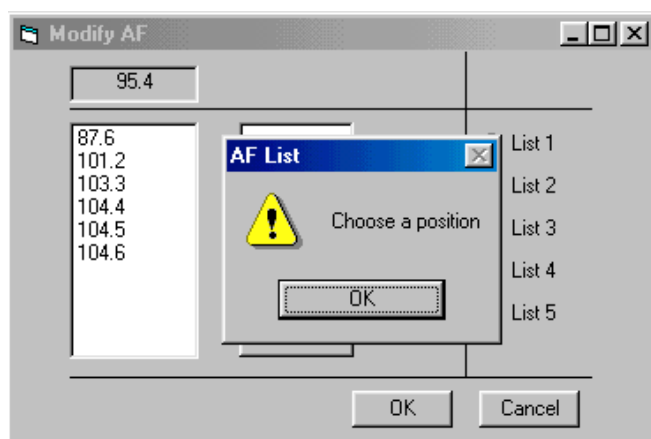 Modify AF
95.4
87.6
101.2
103.3
104.4
104.5
104.6
AF List
Choose a position
OK
List 1
List 2
List 3
List 4
List 5
OK
Cancel